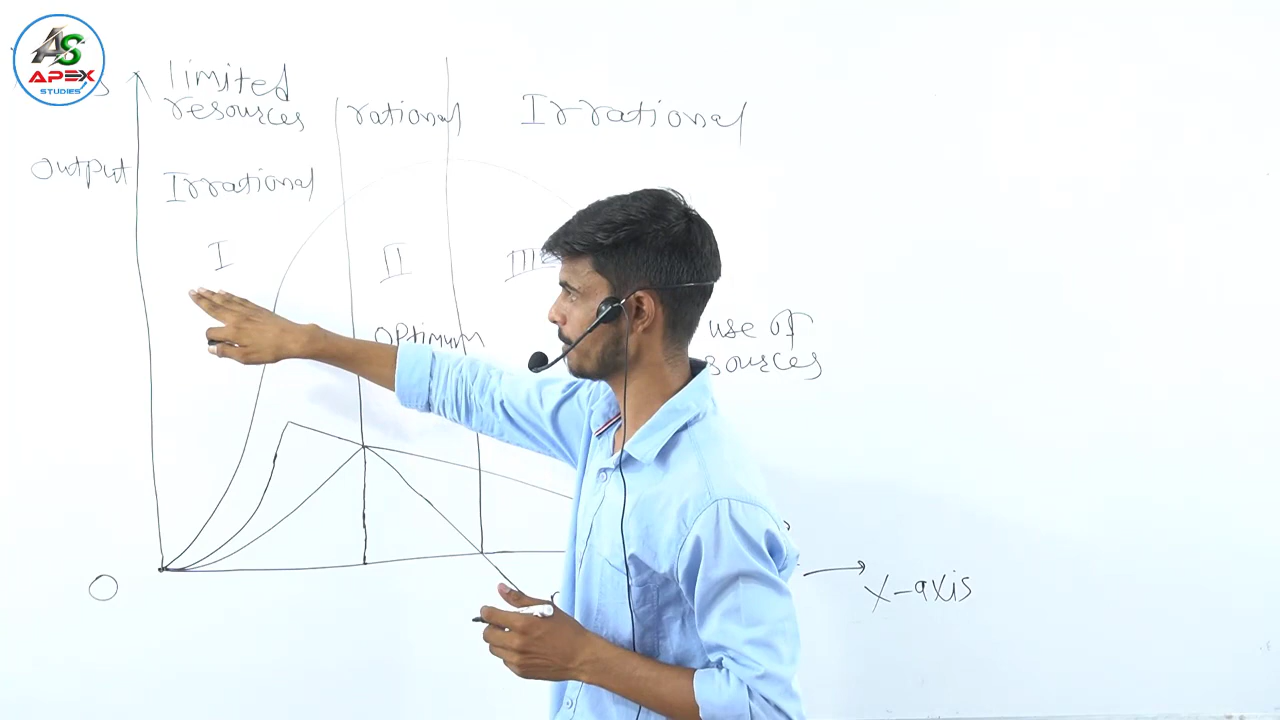 AS
APEX
STUDIES
limited
resources
rational
Irrational
output
Irrational
I
II
III
optimum
use of
X-axis
O